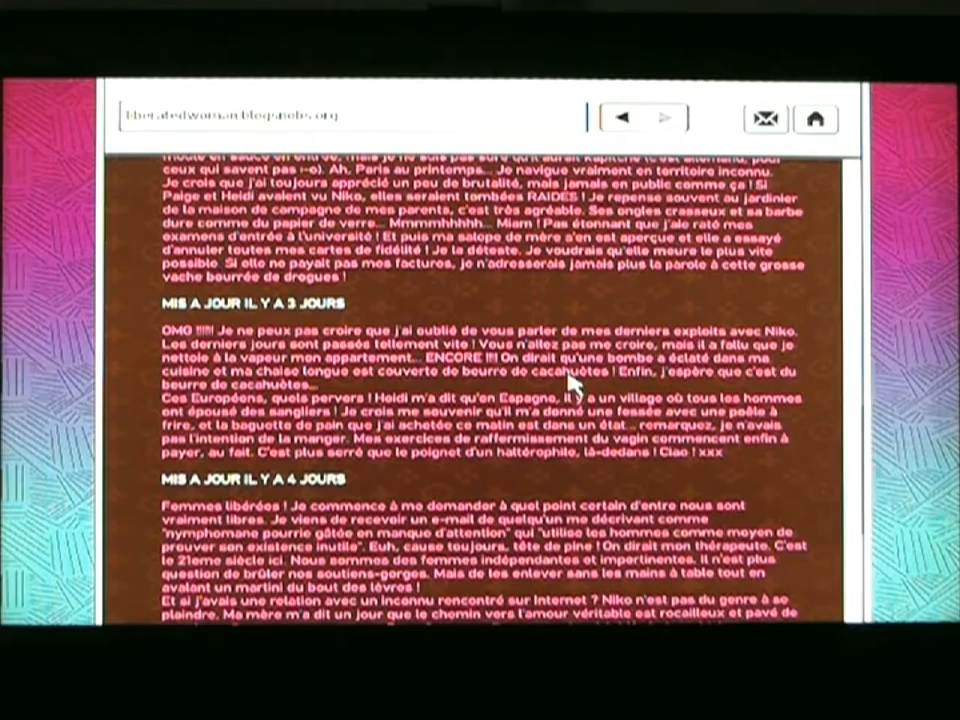 liberatedwoman.blogsnobs.org
ceux qui savent pas :-o). Ah, Paris au printemps... Je navigue vraiment en territoire inconnu.
Je crois que j'ai toujours apprécié un peu de brutalité, mais jamais en public comme ça ! Si
Paige et Heidi avaient vu Niko, elles seraient tombées RAIDES ! Je repense souvent au jardinier
de la maison de campagne de mes parents, c'est très agréable. Ses ongles crasseux et sa barbe
dure comme du papier de verre... Mmmmhhhhh... Miam ! Pas étonnant que j'aie raté mes
examens d'entrée à l'université ! Et puis ma salope de mère s'en est aperçue et elle a essayé
d'annuler toutes mes cartes de fidélité ! Je la déteste. Je voudrais qu'elle meure le plus vite
possible. Si elle ne payait pas mes factures, je n'adresserais jamais plus la parole à cette grosse
vache bourrée de drogues !
MIS A JOUR IL Y A 3 JOURS
OMG !!!!!! Je ne peux pas croire que j'ai oublié de vous parler de mes derniers exploits avec Niko.
Les derniers jours sont passés tellement vite ! Vous n'allez pas me croire, mais il a fallu que je
nettoie à la vapeur mon appartement... ENCORE !!!! On dirait qu'une bombe a éclaté dans ma
cuisine et ma chaise longue est couverte de beurre de cacahuètes ! Enfin, j'espère que c'est du
beurre de cacahuètes...
Ces Européens, quels pervers ! Heidi m'a dit qu'en Espagne, il y a un village où tous les hommes
ont épousé des sangliers ! Je crois me souvenir qu'il m'a donné une fessée avec une poêle à
frire, et la baguette de pain que j'ai achetée ce matin est dans un état... remarquez, je n'avais
pas l'intention de la manger. Mes exercices de raffermissement du vagin commencent enfin à
payer, au fait. C'est plus serré que le poignet d'un haltérophile, là-dedans ! Ciao ! xxx
MIS A JOUR IL Y A 4 JOURS
Femmes libérées ! Je commence à me demander à quel point certain d'entre nous sont
vraiment libres. Je viens de recevoir un e-mail de quelqu'un me décrivant comme
"nymphomane pourrie gâtée en manque d'attention" qui "utilise les hommes comme moyen de
prouver son existence inutile". Euh, cause toujours, tête de pine ! On dirait mon thérapeute. C'est
le 21eme siècle ici. Nous sommes des femmes indépendantes et impertinentes. Il n'est plus
question de brûler nos soutiens-gorges. Mais de les enlever sans les mains à table tout en
avalant un martini du bout des lèvres !
Et si j'avais une relation avec un inconnu rencontré sur Internet ? Niko n'est pas du genre à se
plaindre. Ma mère m'a dit un jour que le chemin vers l'amour véritable est rocailleux et pavé de